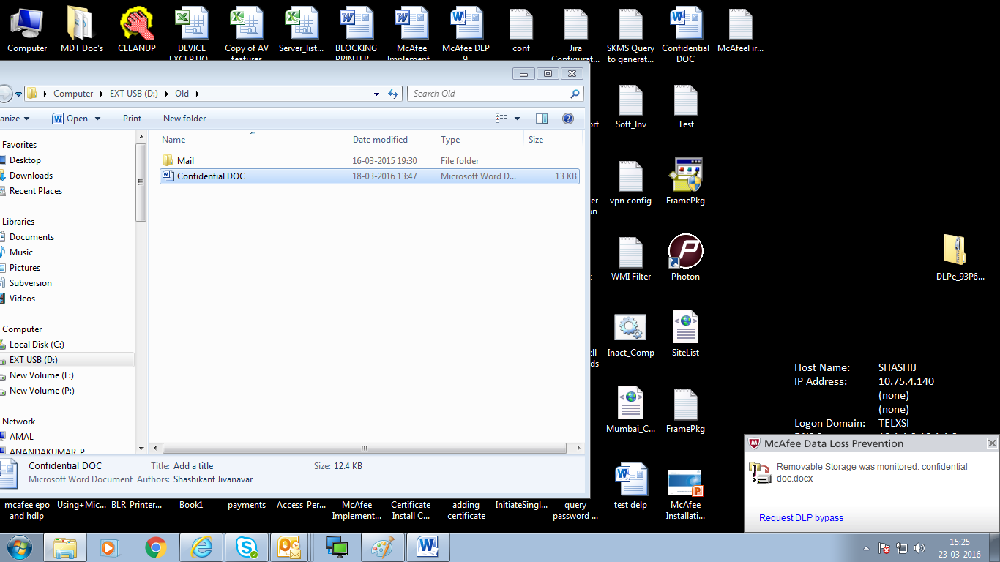 Computer
MDT Doc's
CLEANUP
DEVICE
EXCEPTIO
Copy of AV
features
Server_list...
BLOCKING
PRINTER
McAfee
Implement
McAfee DLP
9
conf
Jira
Configurat...
SKMS Query
to generat...
Confidential
DOC
McAfeeFir...
Computer
EXT USB (D:)
Old
Search Old
anize
Open
Print
New folder
Name
Date modified
Type
Size
Mail
16-03-2015 19:30
File folder
Confidential DOC
18-03-2016 13:47
Microsoft Word D...
13 KB
Favorites
Desktop
Downloads
Recent Places
Libraries
Documents
Music
Pictures
Subversion
Videos
Computer
Local Disk (C:)
EXT USB (D:)
New Volume (E:)
New Volume (P:)
Network
AMAL
ANANDAKUMAR_P
Confidential DOC
Title: Add a title
Size: 12.4 KB
Microsoft Word Document
Authors: Shashikant Jivanavar
ort
Soft_Inv
Test
er
on
vpn config
FramePkg
WMI Filter
Photon
DLPe_93P6...
ell
ds
Inact_Comp
SiteList
Mumbai_C...
FramePkg
test delp
McAfee
Installati...
Host Name: SHASHIJ
IP Address: 10.75.4.140
(none)
(none)
Logon Domain: TELXSI
McAfee Data Loss Prevention
Removable Storage was monitored: confidential
doc.docx
Request DLP bypass
mcafee epo
and hdlp
Using+Mic...
BLR_Printer...
Book1
payments
Access_Per...
McAfee
Implement...
Certificate
Install C...
adding
certificate
InitiateSingl...
query
password ...
15:25
23-03-2016